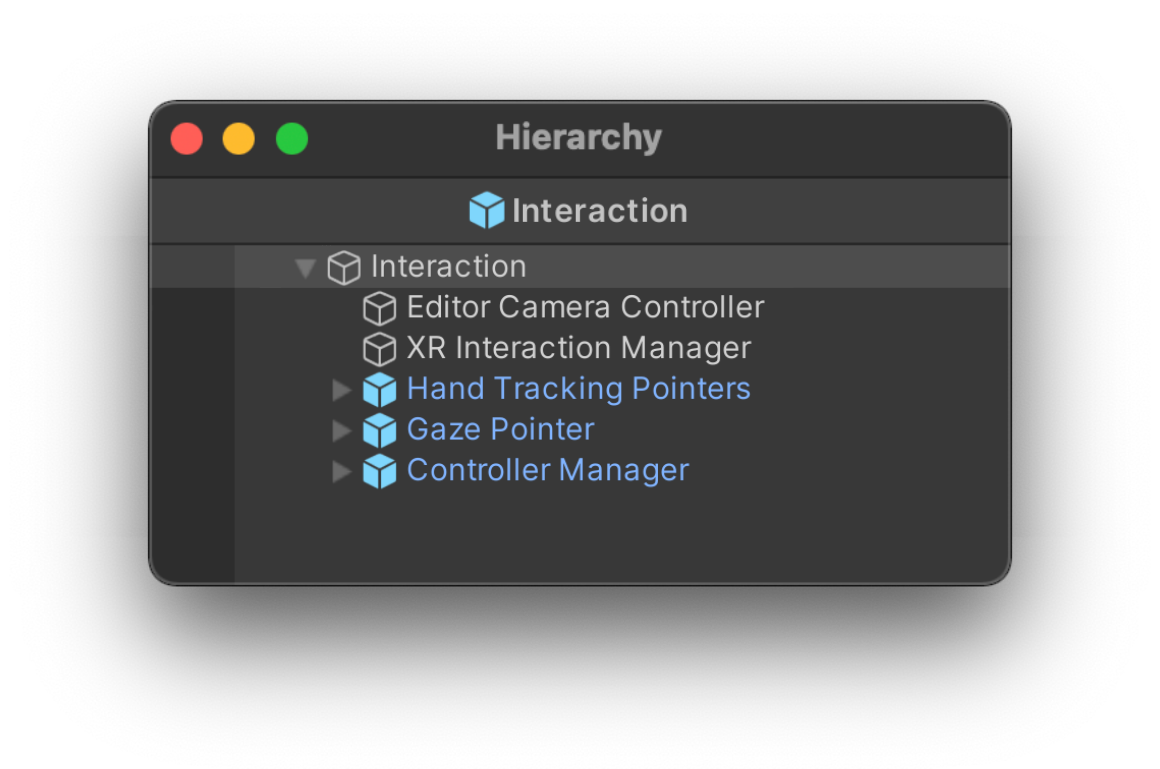 Hierarchy
Interaction
Interaction
Editor Camera Controller
XR Interaction Manager
Hand Tracking Pointers
Gaze Pointer
Controller Manager